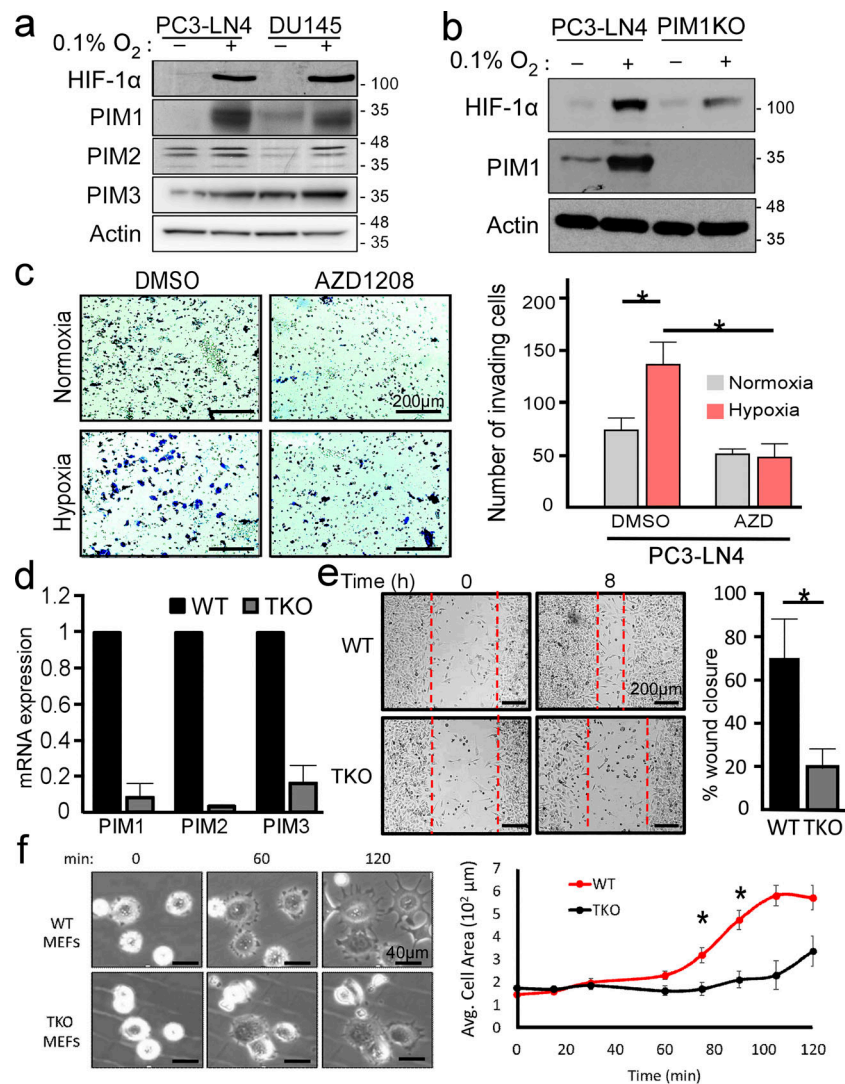 a
PC3-LN4 DU145
0.1% O2 : – + – +
HIF-1α - 100
PIM1 - 35
PIM2 - 48
- 35
PIM3 - 35
Actin - 48
- 35
b
PC3-LN4 PIM1KO
0.1% O2 : – + – +
HIF-1α - 100
PIM1 - 35
Actin - 48
- 35
c
DMSO AZD1208
Normoxia
200µm
Hypoxia
Number of invading cells
200
150
100
50
0
*
*
Normoxia
Hypoxia
DMSO AZD
PC3-LN4
d
mRNA expression
1.2
1
0.8
0.6
0.4
0.2
0
WT TKO
PIM1 PIM2 PIM3
e
Time (h) 0 8
WT
200µm
TKO
% wound closure
100
80
60
40
20
0
*
WT TKO
f
min: 0 60 120
WT
MEFs
40µm
TKO
MEFs
Avg. Cell Area (10² µm)
7
6
5
4
3
2
1
0
WT
TKO
* *
0 20 40 60 80 100 120
Time (min)